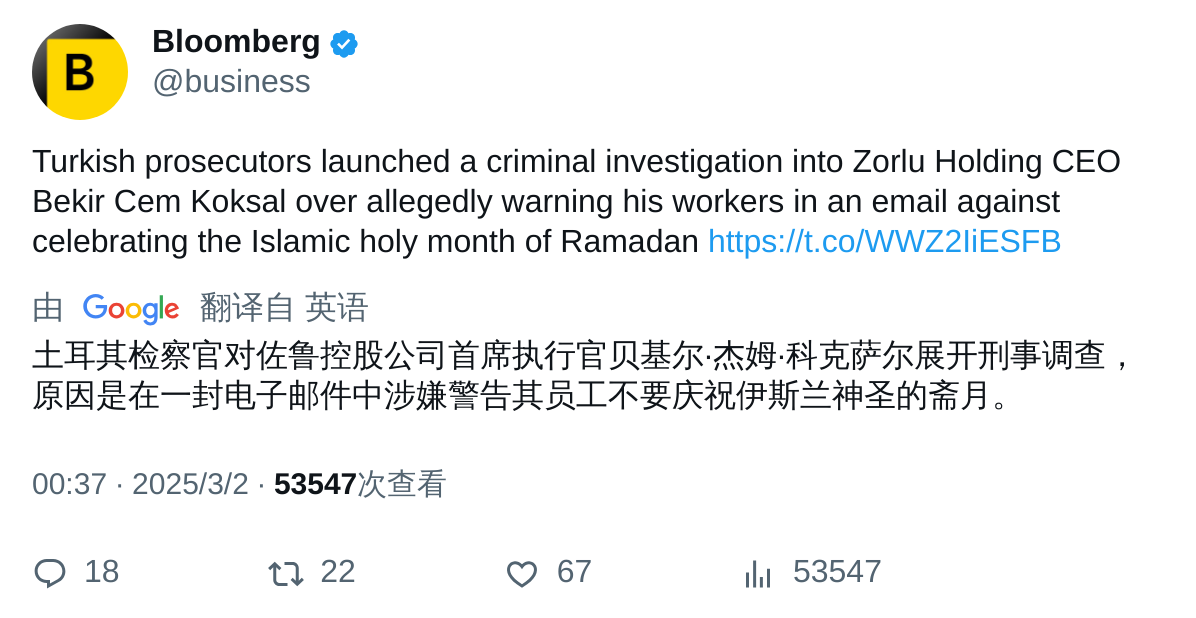 B
Bloomberg
@business
Turkish prosecutors launched a criminal investigation into Zorlu Holding CEO
Bekir Cem Koksal over allegedly warning his workers in an email against
celebrating the Islamic holy month of Ramadan https://t.co/WWZ2IiESFB
由 Google 翻译自 英语
土耳其检察官对佐鲁控股公司首席执行官贝基尔·杰姆·科克萨尔展开刑事调查，
原因是在一封电子邮件中涉嫌警告其员工不要庆祝伊斯兰神圣的斋月。
00:37 · 2025/3/2 · 53547次查看
18 22 67 53547